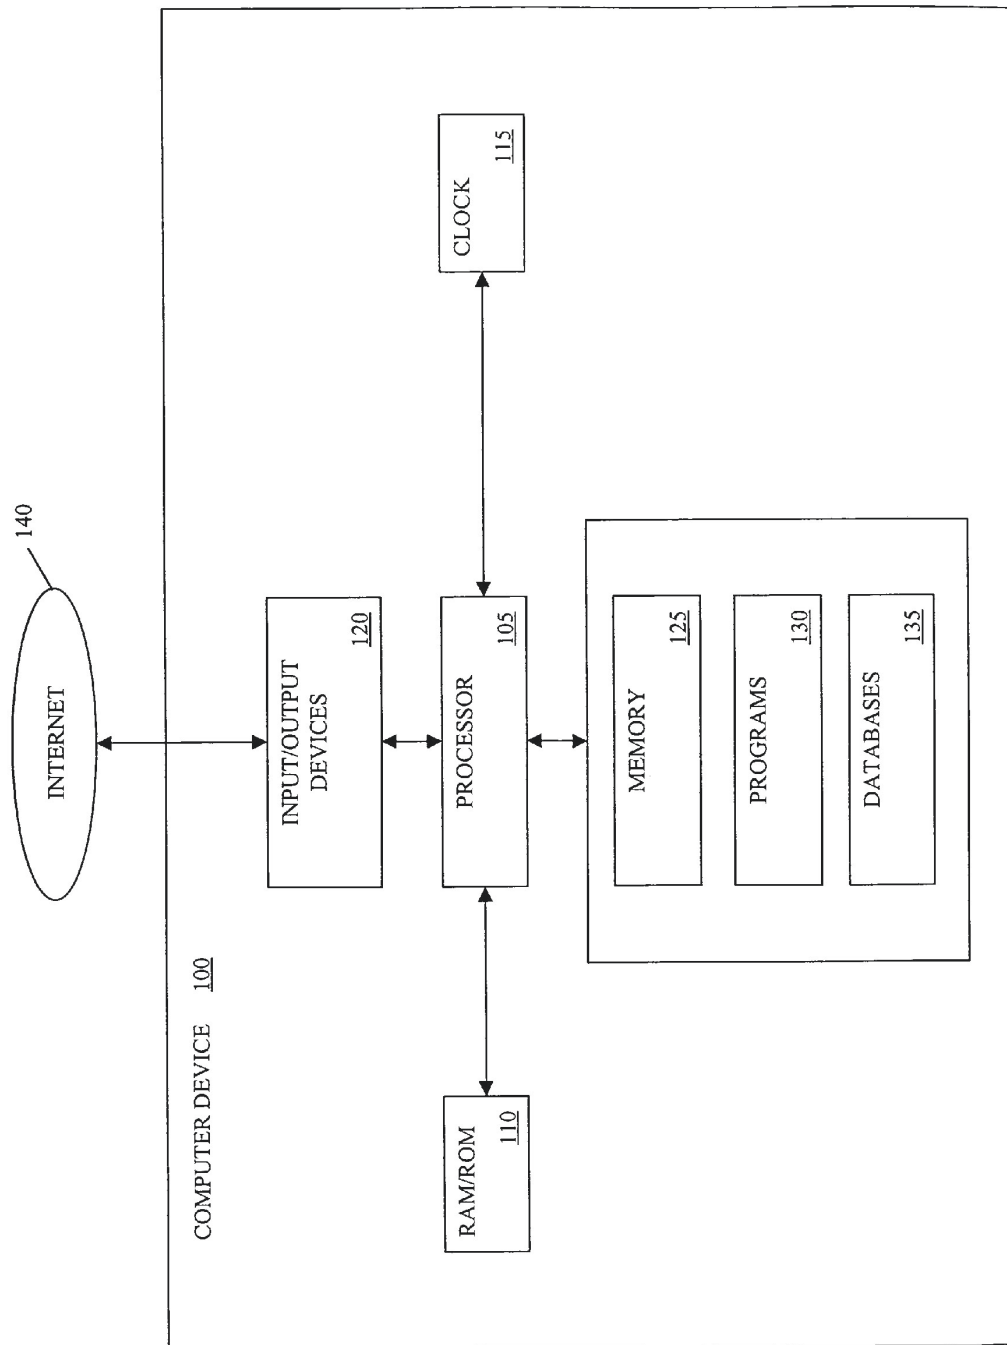 INTERNET
140
COMPUTER DEVICE 100
INPUT/OUTPUT
DEVICES
120
RAM/ROM
110
PROCESSOR
105
CLOCK
115
MEMORY
125
PROGRAMS
130
DATABASES
135